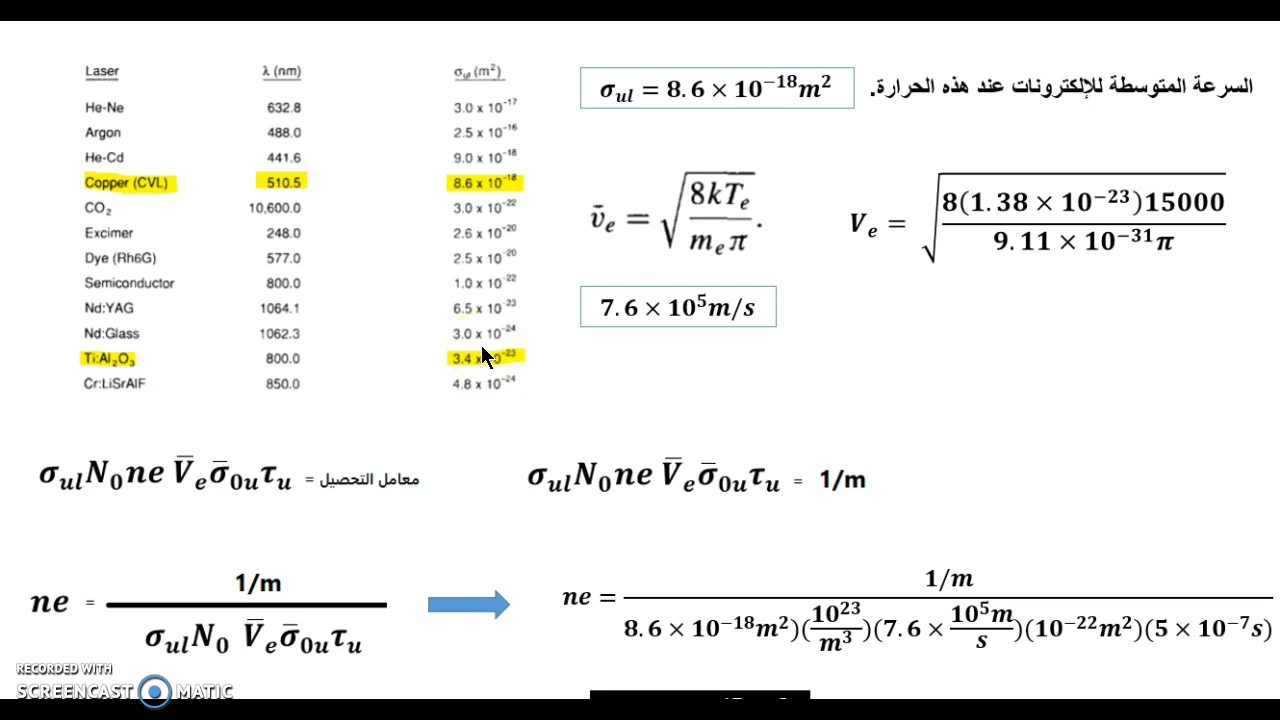 Laser λ (nm) σul (m²)
He-Ne 632.8 3.0 x 10⁻¹⁷
Argon 488.0 2.5 x 10⁻¹⁶
He-Cd 441.6 9.0 x 10⁻¹⁸
Copper (CVL) 510.5 8.6 x 10⁻¹⁸
CO₂ 10,600.0 3.0 x 10⁻²²
Excimer 248.0 2.6 x 10⁻²⁰
Dye (Rh6G) 577.0 2.5 x 10⁻²⁰
Semiconductor 800.0 1.0 x 10⁻²²
Nd:YAG 1064.1 6.5 x 10⁻²³
Nd:Glass 1062.3 3.0 x 10⁻²⁴
Ti:Al₂O₃ 800.0 3.4 x 10⁻²³
Cr:LiSrAlF 850.0 4.8 x 10⁻²⁴
σul = 8.6 × 10⁻¹⁸m²
السرعة المتوسطة للإلكترونات عند هذه الحرارة.
v̄e = √(8kTe / meπ).
Ve = √(8(1.38 × 10⁻²³)15000 / 9.11 × 10⁻³¹π)
7.6 × 10⁵m/s
σulN₀ne V̄eσ̄₀uτu = معامل التحصيل
σulN₀ne V̄eσ̄₀uτu = 1/m
ne = 1/m / σulN₀ V̄eσ̄₀uτu
ne = 1/m / 8.6 × 10⁻¹⁸m²)(10²³/m³)(7.6 × 10⁵m/s)(10⁻²²m²)(5 × 10⁻⁷s)
RECORDED WITH
SCREENCAST MATIC